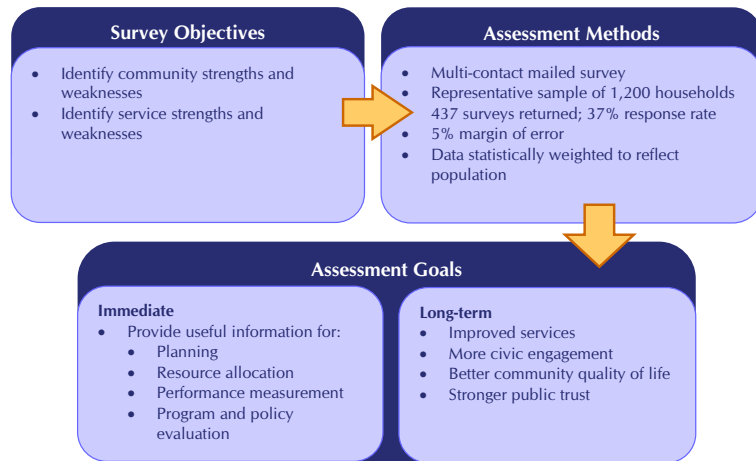 Survey Objectives
• Identify community strengths and
weaknesses
• Identify service strengths and
weaknesses
Assessment Methods
• Multi-contact mailed survey
• Representative sample of 1,200 households
437 surveys returned; 37% response rate
• 5% margin of error
• Data statistically weighted to reflect
population
Assessment Goals
Immediate
• Provide useful information for:
• Planning
• Resource allocation
• Performance measurement
• Program and policy
evaluation
Long-term
• Improved services
• More civic engagement
• Better community quality of life
• Stronger public trust